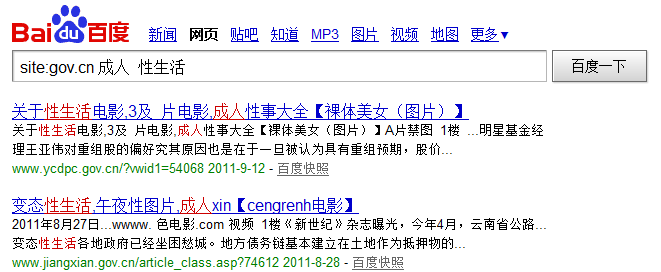 Bai du 百度
新闻 网页 贴吧 知道 MP3 图片 视频 地图 更多▼
site:gov.cn 成人 性生活 百度一下
关于性生活电影,3及 片电影,成人性事大全【裸体美女（图片）】
关于性生活电影,3及 片电影,成人性事大全【裸体美女（图片）】A片禁图 1楼 ...明星基金经
理王亚伟对重组股的偏好究其原因也是在于一旦被认为具有重组预期，股价...
www.ycdpc.gov.cn/?vwid1=54068 2011-9-12 - 百度快照
变态性生活,午夜性图片,成人xin【cengrenh电影】
2011年8月27日...wwww. 色电影.com 视频 1楼《新世纪》杂志曝光，今年4月，云南省公路...
变态性生活各地政府已经坐困愁城。地方债务链基本建立在土地作为抵押物的...
www.jiangxian.gov.cn/article_class.asp?74612 2011-8-28 - 百度快照